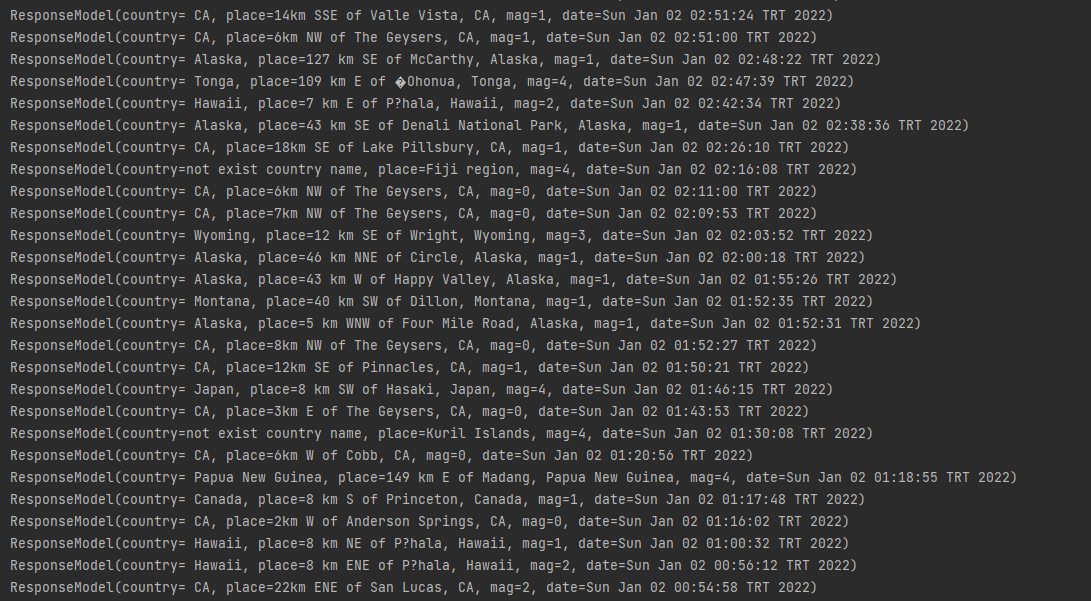 ResponseModel(country= CA, place=14km SSE of Valle Vista, CA, mag=1, date=Sun Jan 02 02:51:24 TRT 2022)
ResponseModel(country= CA, place=6km NW of The Geysers, CA, mag=1, date=Sun Jan 02 02:51:00 TRT 2022)
ResponseModel(country= Alaska, place=127 km SE of McCarthy, Alaska, mag=1, date=Sun Jan 02 02:48:22 TRT 2022)
ResponseModel(country= Tonga, place=109 km E of �Ohonua, Tonga, mag=4, date=Sun Jan 02 02:47:39 TRT 2022)
ResponseModel(country= Hawaii, place=7 km E of P?hala, Hawaii, mag=2, date=Sun Jan 02 02:42:34 TRT 2022)
ResponseModel(country= Alaska, place=43 km SE of Denali National Park, Alaska, mag=1, date=Sun Jan 02 02:38:36 TRT 2022)
ResponseModel(country= CA, place=18km SE of Lake Pillsbury, CA, mag=1, date=Sun Jan 02 02:26:10 TRT 2022)
ResponseModel(country=not exist country name, place=Fiji region, mag=4, date=Sun Jan 02 02:16:08 TRT 2022)
ResponseModel(country= CA, place=6km NW of The Geysers, CA, mag=0, date=Sun Jan 02 02:11:00 TRT 2022)
ResponseModel(country= CA, place=7km NW of The Geysers, CA, mag=0, date=Sun Jan 02 02:09:53 TRT 2022)
ResponseModel(country= Wyoming, place=12 km SE of Wright, Wyoming, mag=3, date=Sun Jan 02 02:03:52 TRT 2022)
ResponseModel(country= Alaska, place=46 km NNE of Circle, Alaska, mag=1, date=Sun Jan 02 02:00:18 TRT 2022)
ResponseModel(country= Alaska, place=43 km W of Happy Valley, Alaska, mag=1, date=Sun Jan 02 01:55:26 TRT 2022)
ResponseModel(country= Montana, place=40 km SW of Dillon, Montana, mag=1, date=Sun Jan 02 01:52:35 TRT 2022)
ResponseModel(country= Alaska, place=5 km WNW of Four Mile Road, Alaska, mag=1, date=Sun Jan 02 01:52:31 TRT 2022)
ResponseModel(country= CA, place=8km NW of The Geysers, CA, mag=0, date=Sun Jan 02 01:52:27 TRT 2022)
ResponseModel(country= CA, place=12km SE of Pinnacles, CA, mag=1, date=Sun Jan 02 01:50:21 TRT 2022)
ResponseModel(country= Japan, place=8 km SW of Hasaki, Japan, mag=4, date=Sun Jan 02 01:46:15 TRT 2022)
ResponseModel(country= CA, place=3km E of The Geysers, CA, mag=0, date=Sun Jan 02 01:43:53 TRT 2022)
ResponseModel(country=not exist country name, place=Kuril Islands, mag=4, date=Sun Jan 02 01:30:08 TRT 2022)
ResponseModel(country= CA, place=6km W of Cobb, CA, mag=0, date=Sun Jan 02 01:20:56 TRT 2022)
ResponseModel(country= Papua New Guinea, place=149 km E of Madang, Papua New Guinea, mag=4, date=Sun Jan 02 01:18:55 TRT 2022)
ResponseModel(country= Canada, place=8 km S of Princeton, Canada, mag=1, date=Sun Jan 02 01:17:48 TRT 2022)
ResponseModel(country= CA, place=2km W of Anderson Springs, CA, mag=0, date=Sun Jan 02 01:16:02 TRT 2022)
ResponseModel(country= Hawaii, place=8 km NE of P?hala, Hawaii, mag=1, date=Sun Jan 02 01:00:32 TRT 2022)
ResponseModel(country= Hawaii, place=8 km ENE of P?hala, Hawaii, mag=2, date=Sun Jan 02 00:56:12 TRT 2022)
ResponseModel(country= CA, place=22km ENE of San Lucas, CA, mag=2, date=Sun Jan 02 00:54:58 TRT 2022)